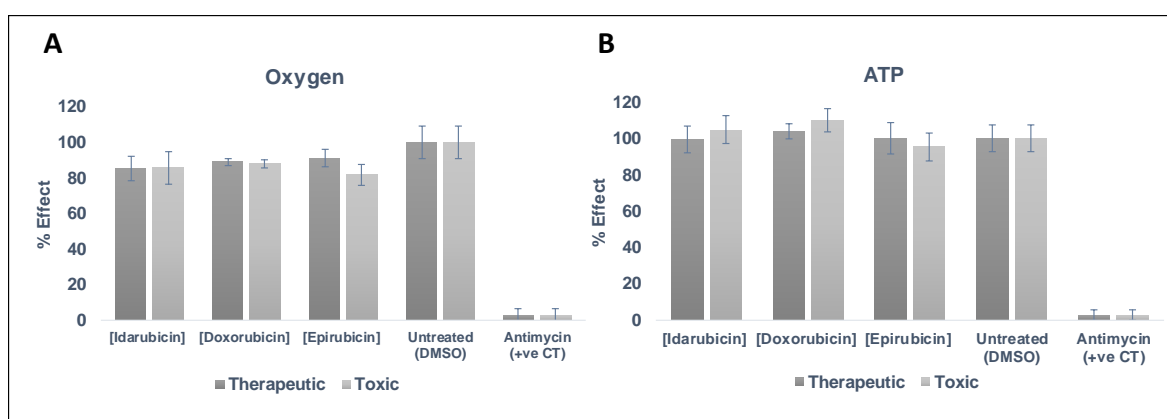 A
Oxygen
% Effect
120
100
80
60
40
20
0
[Idarubicin] [Doxorubicin] [Epirubicin] Untreated Antimycin
(DMSO) (+ve CT)
Therapeutic Toxic
B
ATP
% Effect
120
100
80
60
40
20
0
[Idarubicin] [Doxorubicin] [Epirubicin] Untreated Antimycin
(DMSO) (+ve CT)
Therapeutic Toxic